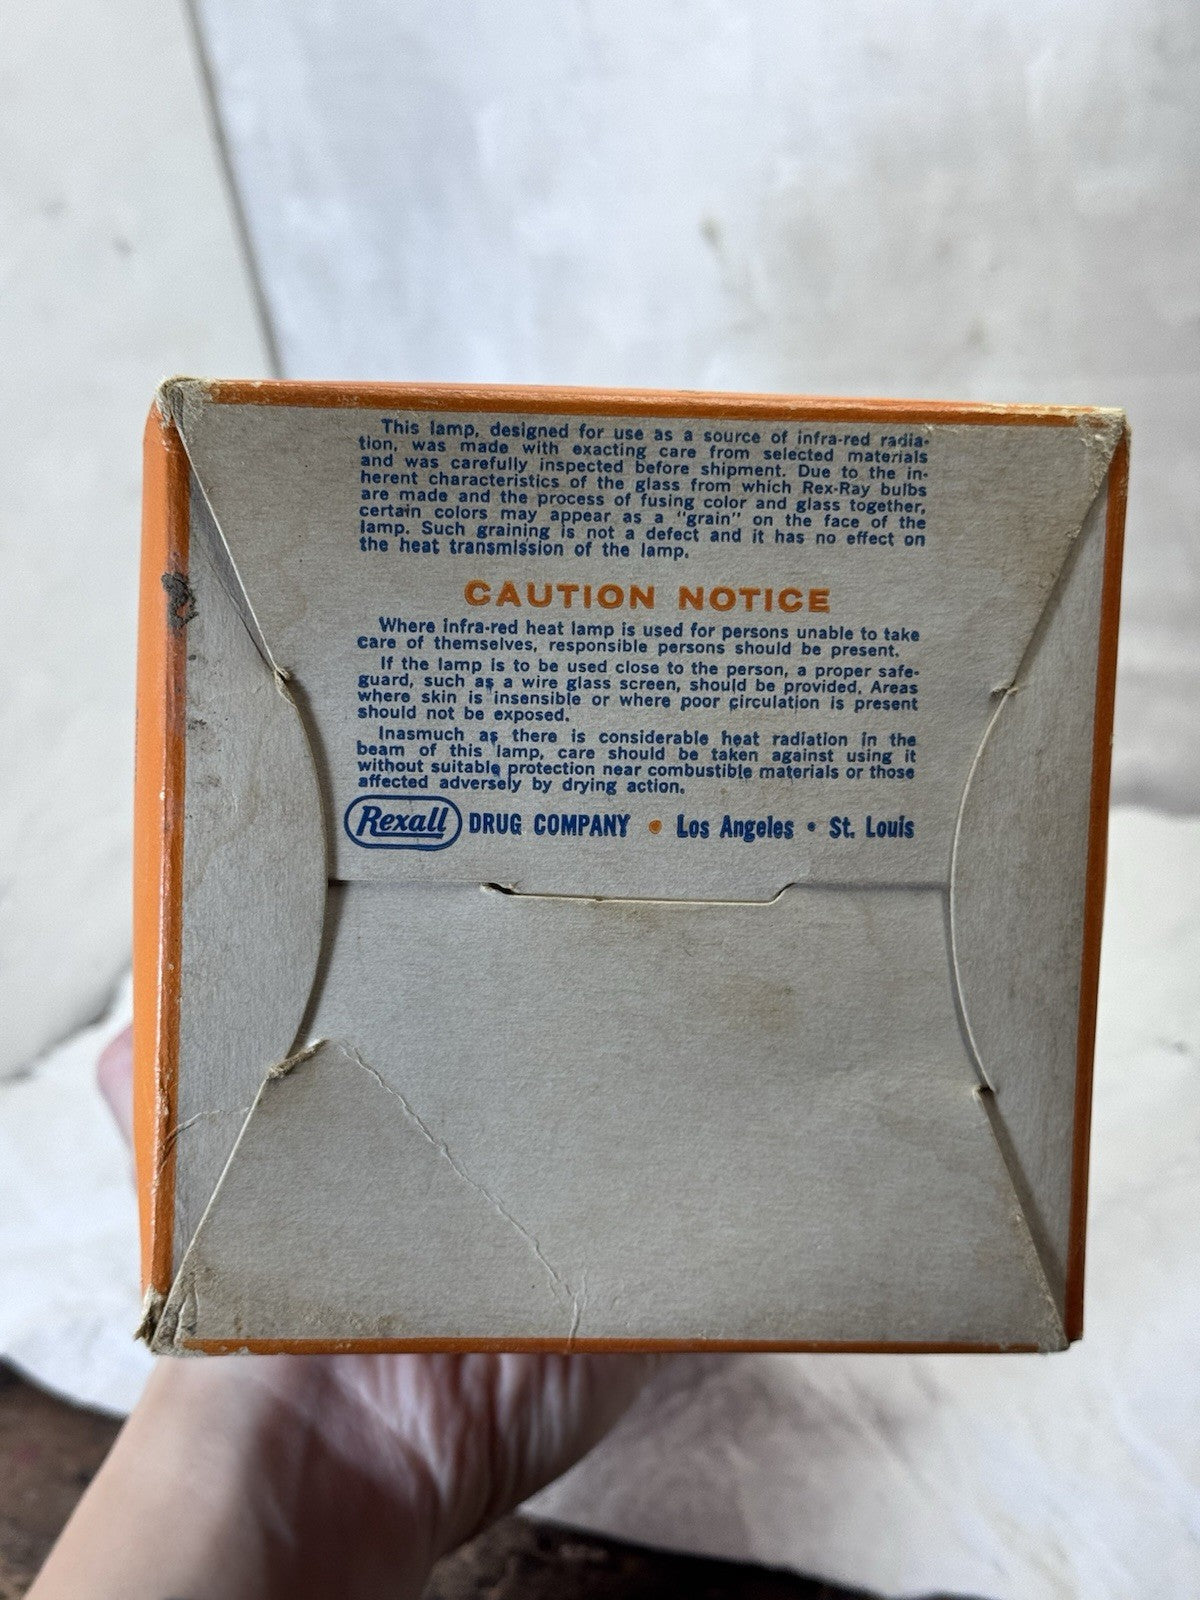 This lamp, designed for use as a source of infra-red radia-
tion, was made with exacting care from selected materials
and was carefully inspected before shipment. Due to the in-
herent characteristics of the glass from which Rex-Ray bulbs
are made and the process of fusing color and glass together,
certain colors may appear as a "grain" on the face of the
lamp. Such graining is not a defect and it has no effect on
the heat transmission of the lamp.
CAUTION NOTICE
Where infra-red heat lamp is used for persons unable to take
care of themselves, responsible persons should be present.
If the lamp is to be used close to the person, a proper safe-
guard, such as a wire glass screen, should be provided. Areas
where skin is insensible or where poor circulation is present
should not be exposed.
Inasmuch as there is considerable heat radiation in the
beam of this lamp, care should be taken against using it
without suitable protection near combustible materials or those
affected adversely by drying action.
Rexall DRUG COMPANY • Los Angeles • St. Louis